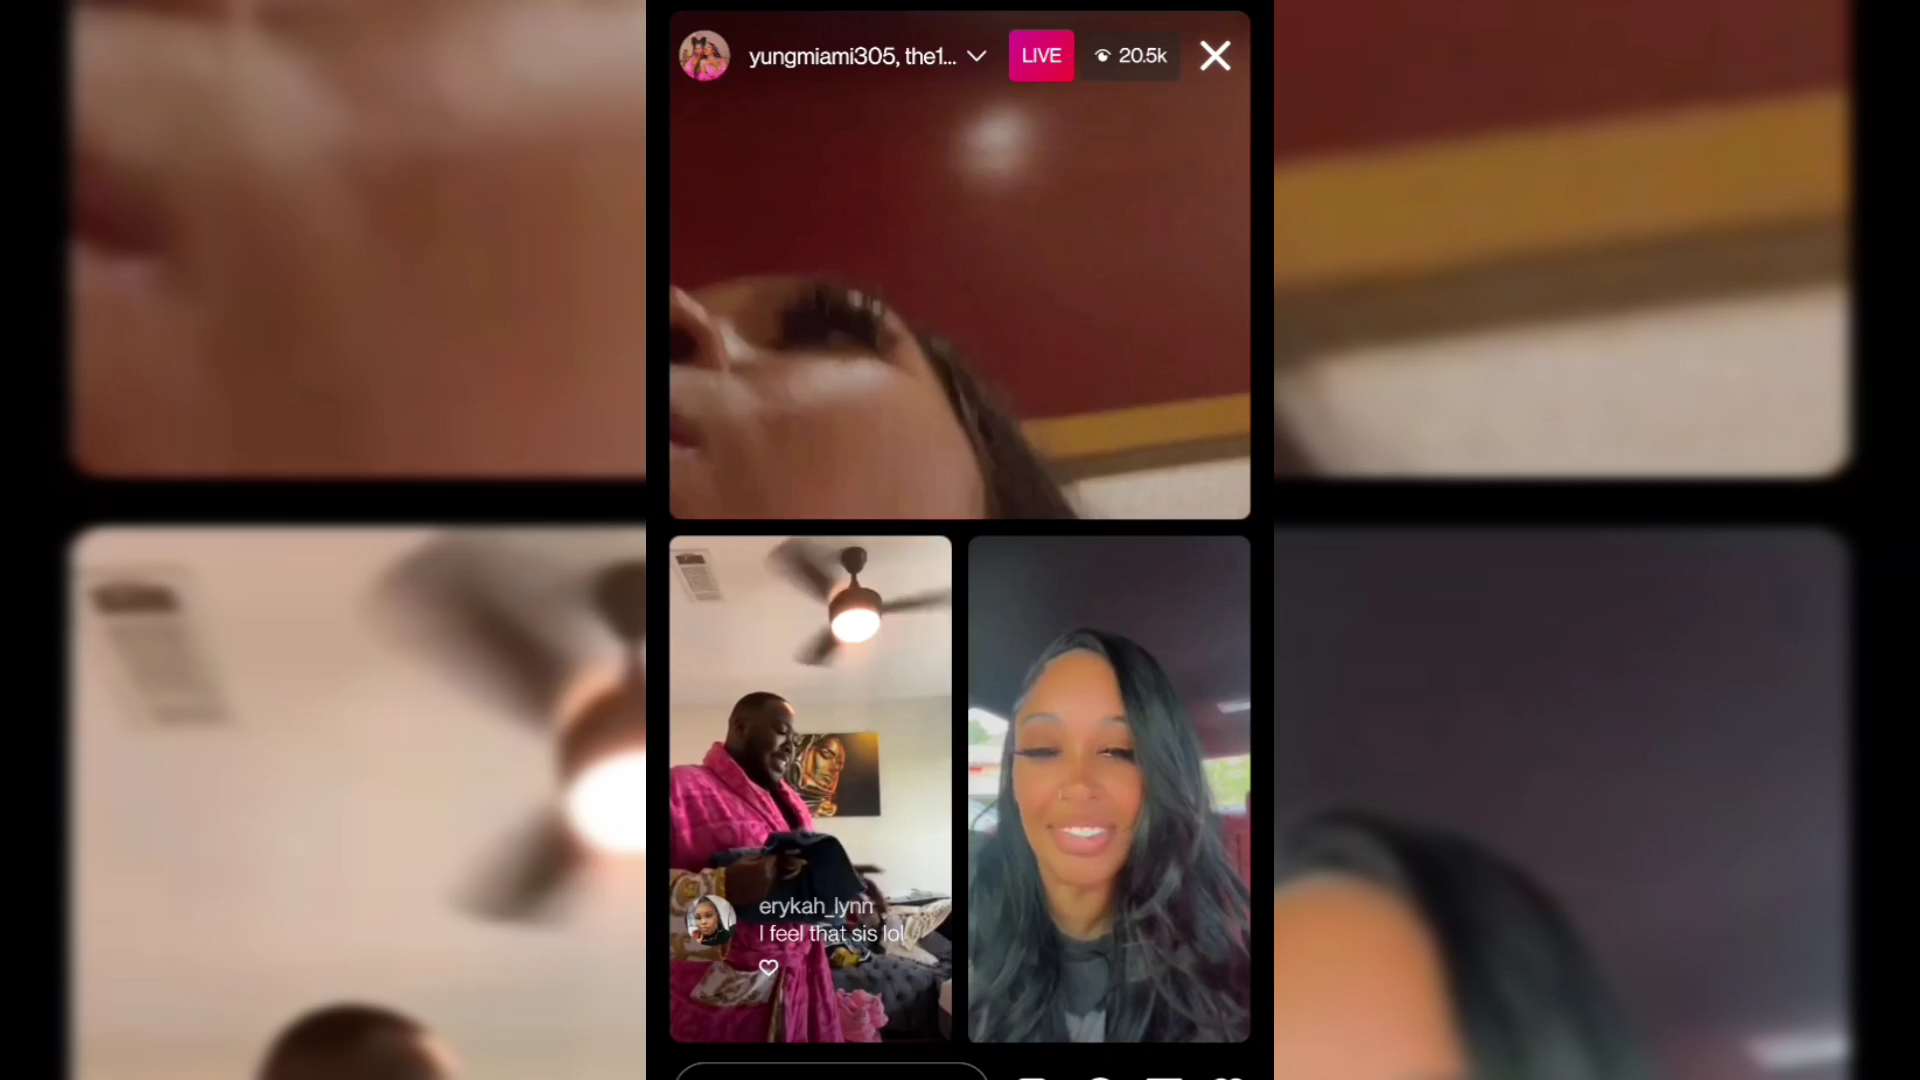 yungmiami305, the1... LIVE 20.5k
erykah_lynn
I feel that sis lol